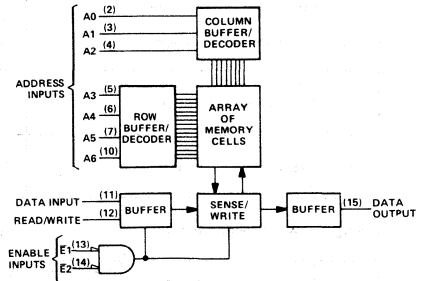 A0 (2)
A1 (3)
A2 (4)
COLUMN
BUFFER/
DECODER
ADDRESS
INPUTS
A3 (5)
A4 (6)
A5 (7)
A6 (10)
ROW
BUFFER/
DECODER
ARRAY
OF
MEMORY
CELLS
DATA INPUT (11)
READ/WRITE (12)
BUFFER
SENSE/
WRITE
BUFFER
(15) DATA
OUTPUT
ENABLE
INPUTS
E̅1 (13)
E̅2 (14)